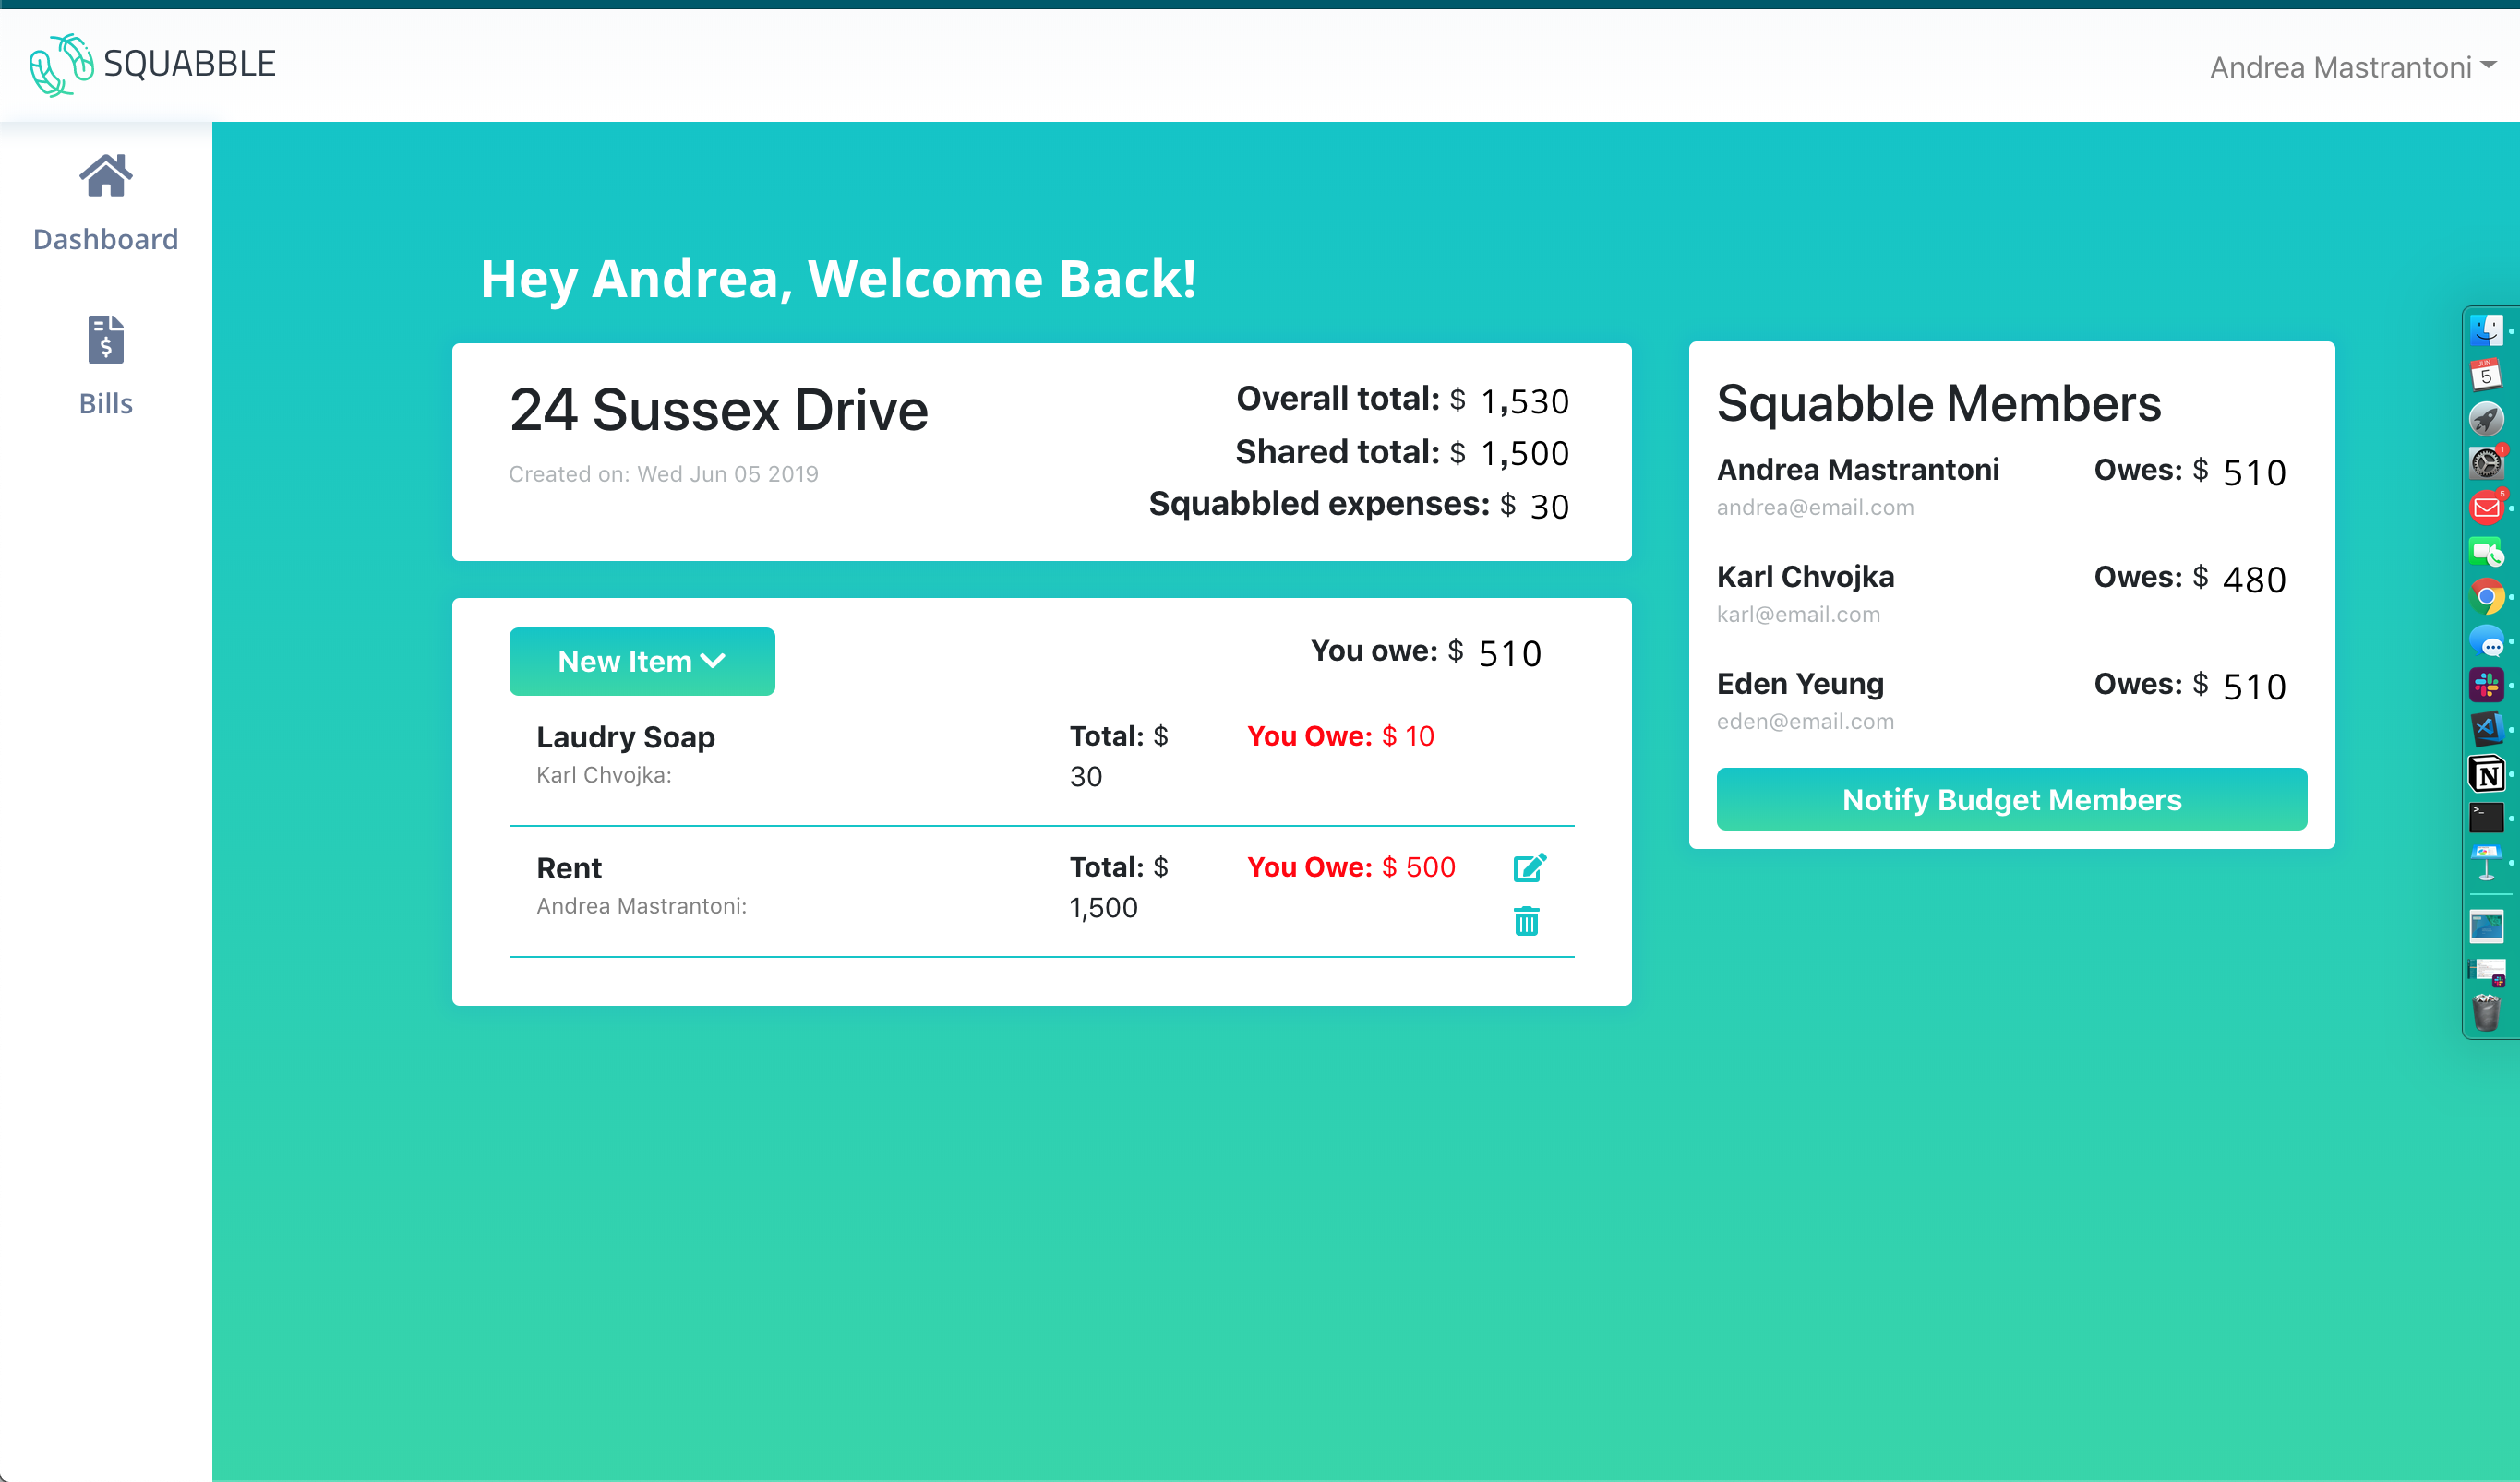 SQUABBLE
Andrea Mastrantoni
Dashboard
Bills
Hey Andrea, Welcome Back!
24 Sussex Drive
Created on: Wed Jun 05 2019
Overall total: $ 1,530
Shared total: $ 1,500
Squabbled expenses: $ 30
New Item
You owe: $ 510
Laudry Soap
Karl Chvojka:
Total: $
30
You Owe: $ 10
Rent
Andrea Mastrantoni:
Total: $
1,500
You Owe: $ 500
Squabble Members
Andrea Mastrantoni Owes: $ 510
andrea@email.com
Karl Chvojka Owes: $ 480
karl@email.com
Eden Yeung Owes: $ 510
eden@email.com
Notify Budget Members
JUN
5
1
5